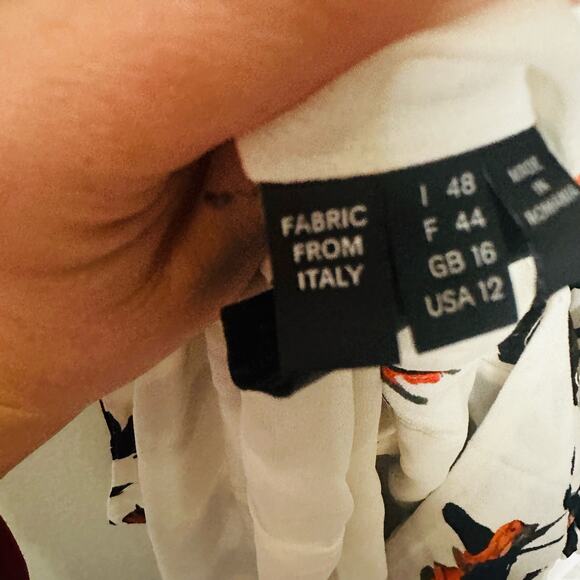 FABRIC
FROM
ITALY
I 48
F 44
GB 16
USA 12
MADE
IN
ROMANIA